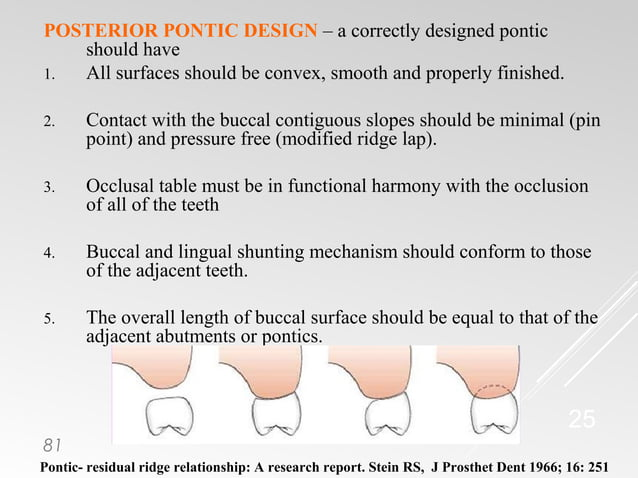 POSTERIOR PONTIC DESIGN – a correctly designed pontic
should have
1. All surfaces should be convex, smooth and properly finished.
2. Contact with the buccal contiguous slopes should be minimal (pin
point) and pressure free (modified ridge lap).
3. Occlusal table must be in functional harmony with the occlusion
of all of the teeth
4. Buccal and lingual shunting mechanism should conform to those
of the adjacent teeth.
5. The overall length of buccal surface should be equal to that of the
adjacent abutments or pontics.
25
81
Pontic- residual ridge relationship: A research report. Stein RS, J Prosthet Dent 1966; 16: 251